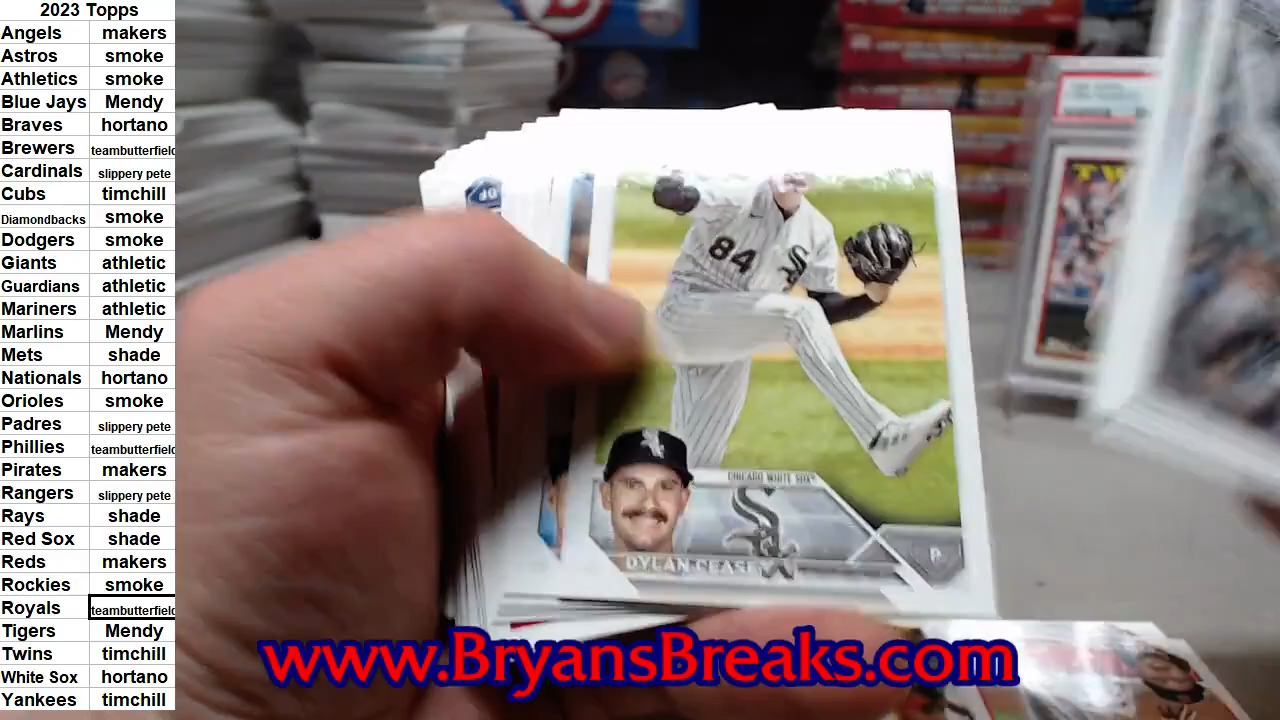 2023 Topps
Angels makers
Astros smoke
Athletics smoke
Blue Jays Mendy
Braves hortano
Brewers teambutterfield
Cardinals slippery pete
Cubs timchill
Diamondbacks smoke
Dodgers smoke
Giants athletic
Guardians athletic
Mariners athletic
Marlins Mendy
Mets shade
Nationals hortano
Orioles smoke
Padres slippery pete
Phillies teambutterfield
Pirates makers
Rangers slippery pete
Rays shade
Red Sox shade
Reds makers
Rockies smoke
Royals teambutterfield
Tigers Mendy
Twins timchill
White Sox hortano
Yankees timchill
84
CHICAGO WHITE SOX
DYLAN CEASE
P
www.BryansBreaks.com